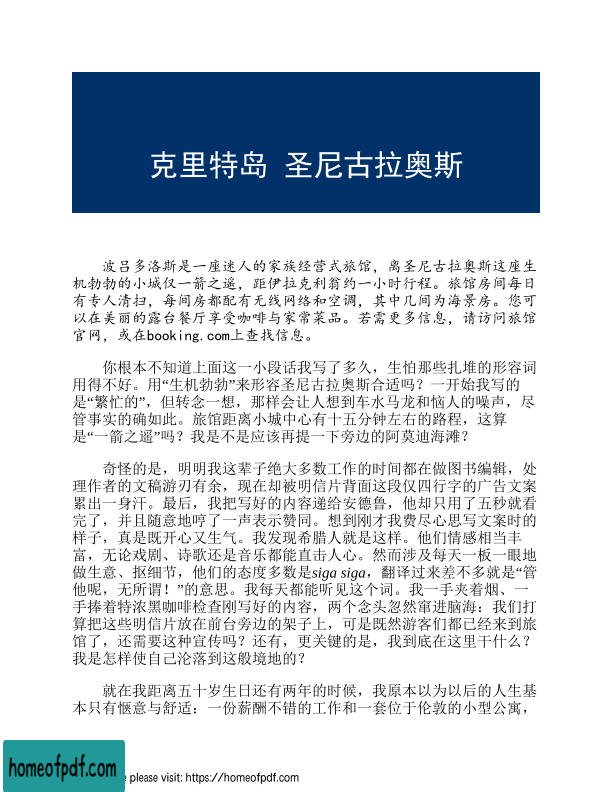 克里特岛 圣尼古拉奥斯
波吕多洛斯是一座迷人的家族经营式旅馆，离圣尼古拉奥斯这座生
机勃勃的小城仅一箭之遥，距伊拉克利翁约一小时行程。旅馆房间每日
有专人清扫，每间房都配有无线网络和空调，其中几间为海景房。您可
以在美丽的露台餐厅享受咖啡与家常菜品。若需更多信息，请访问旅馆
官网，或在booking.com上查找信息。
你根本不知道上面这一小段话我写了多久，生怕那些扎堆的形容词
用得不好。用“生机勃勃”来形容圣尼古拉奥斯合适吗？一开始我写的
是“繁忙的”，但转念一想，那样会让人想到车水马龙和恼人的噪声，尽
管事实的确如此。旅馆距离小城中心有十五分钟左右的路程，这算
是“一箭之遥”吗？我是不是应该再提一下旁边的阿莫迪海滩？
奇怪的是，明明我这辈子绝大多数工作的时间都在做图书编辑，处
理作者的文稿游刃有余，现在却被明信片背面这段仅四行字的广告文案
累出一身汗。最后，我把写好的内容递给安德鲁，他却只用了五秒就看
完了，并且随意地哼了一声表示赞同。想到刚才我费尽心思写文案时的
样子，真是既开心又生气。我发现希腊人就是这样。他们情感相当丰
富，无论戏剧、诗歌还是音乐都能直击人心。然而涉及每天一板一眼地
做生意、抠细节，他们的态度多数是siga siga，翻译过来差不多就是“管
他呢，无所谓！”的意思。我每天都能听见这个词。我一手夹着烟、一
手捧着特浓黑咖啡检查刚写好的内容，两个念头忽然窜进脑海：我们打
算把这些明信片放在前台旁边的架子上，可是既然游客们都已经来到旅
馆了，还需要这种宣传吗？还有，更关键的是，我到底在这里干什么？
我是怎样使自己沦落到这般境地的？
就在我距离五十岁生日还有两年的时候，我原本以为以后的人生基
本只有惬意与舒适：一份薪酬不错的工作和一套位于伦敦的小型公寓，
homeofpdf.com
e please visit: https://homeofpdf.com